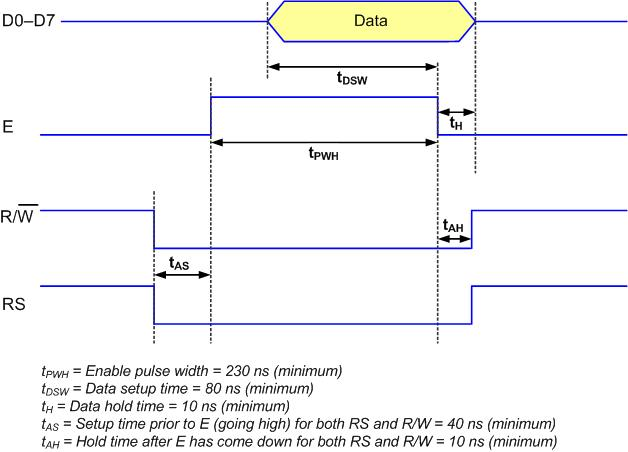 D0–D7
Data
tDSW
E
tH
tPWH
R/W̅
tAH
tAS
RS
tPWH = Enable pulse width = 230 ns (minimum)
tDSW = Data setup time = 80 ns (minimum)
tH = Data hold time = 10 ns (minimum)
tAS = Setup time prior to E (going high) for both RS and R/W = 40 ns (minimum)
tAH = Hold time after E has come down for both RS and R/W = 10 ns (minimum)